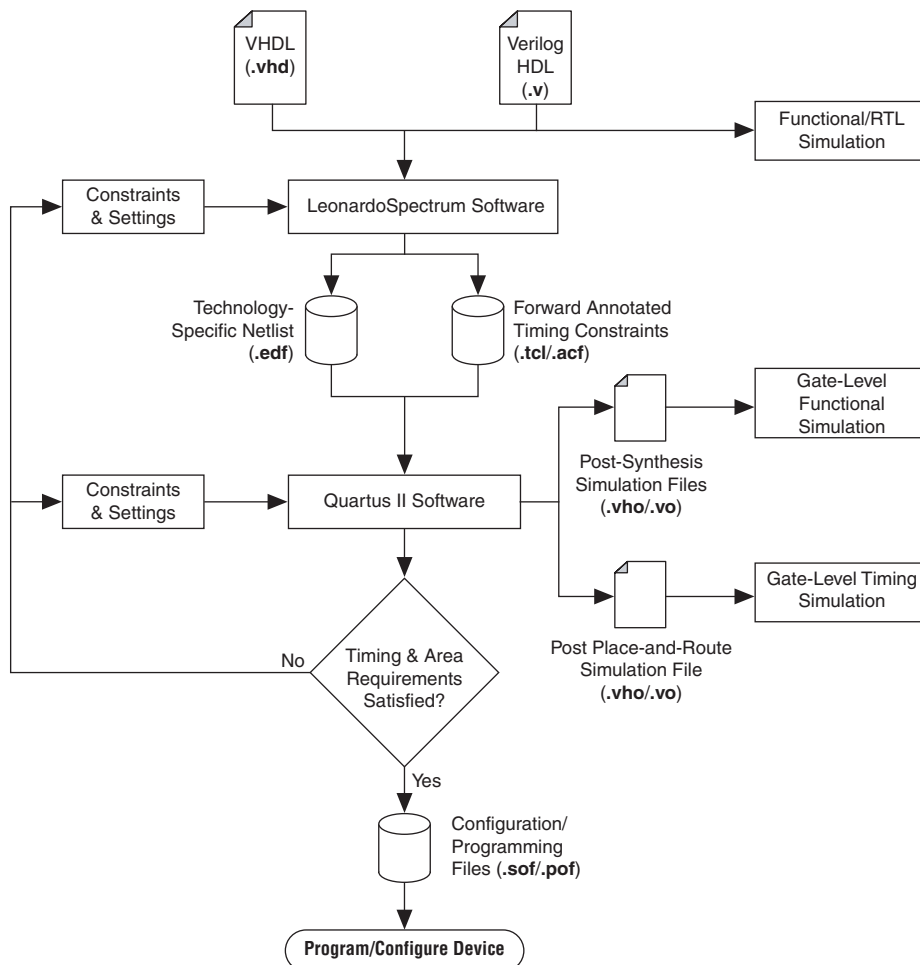 VHDL
(.vhd)
Verilog
HDL
(.v)
Functional/RTL
Simulation
Constraints
& Settings
LeonardoSpectrum Software
Technology-
Specific Netlist
(.edf)
Forward Annotated
Timing Constraints
(.tcl/.acf)
Gate-Level
Functional
Simulation
Post-Synthesis
Simulation Files
(.vho/.vo)
Constraints
& Settings
Quartus II Software
Gate-Level Timing
Simulation
Post Place-and-Route
Simulation File
(.vho/.vo)
No
Timing & Area
Requirements
Satisfied?
Yes
Configuration/
Programming
Files (.sof/.pof)
Program/Configure Device